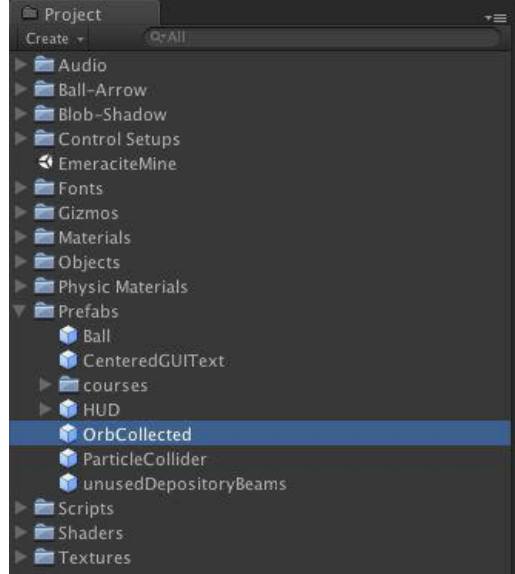 Project
Create
All
Audio
Ball-Arrow
Blob-Shadow
Control Setups
EmeraciteMine
Fonts
Gizmos
Materials
Objects
Physic Materials
Prefabs
Ball
CenteredGUIText
courses
HUD
OrbCollected
ParticleCollider
unusedDepositoryBeams
Scripts
Shaders
Textures